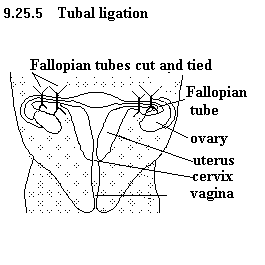 9.25.5 Tubal ligation
Fallopian tubes cut and tied
Fallopian
tube
ovary
uterus
cervix
vagina